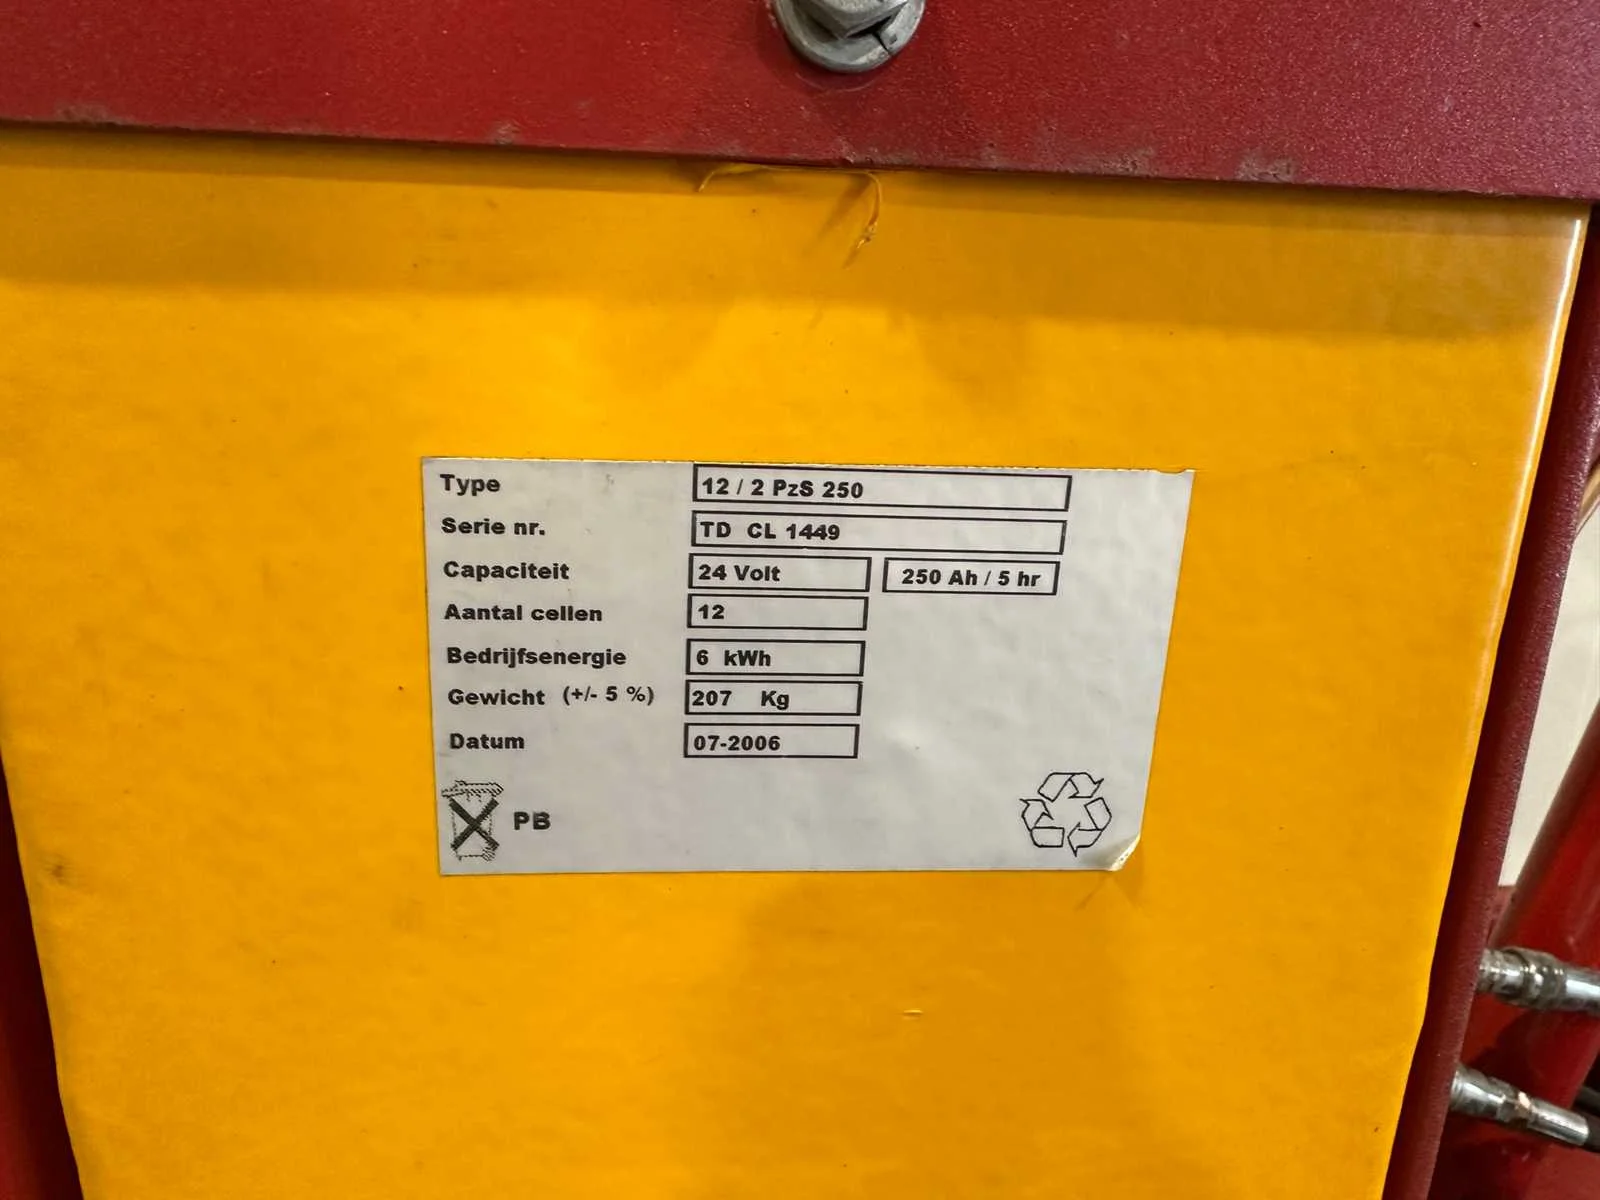 Type 12 / 2 PzS 250
Serie nr. TD CL 1449
Capaciteit 24 Volt 250 Ah / 5 hr
Aantal cellen 12
Bedrijfsenergie 6 kWh
Gewicht (+/- 5 %) 207 Kg
Datum 07-2006
PB